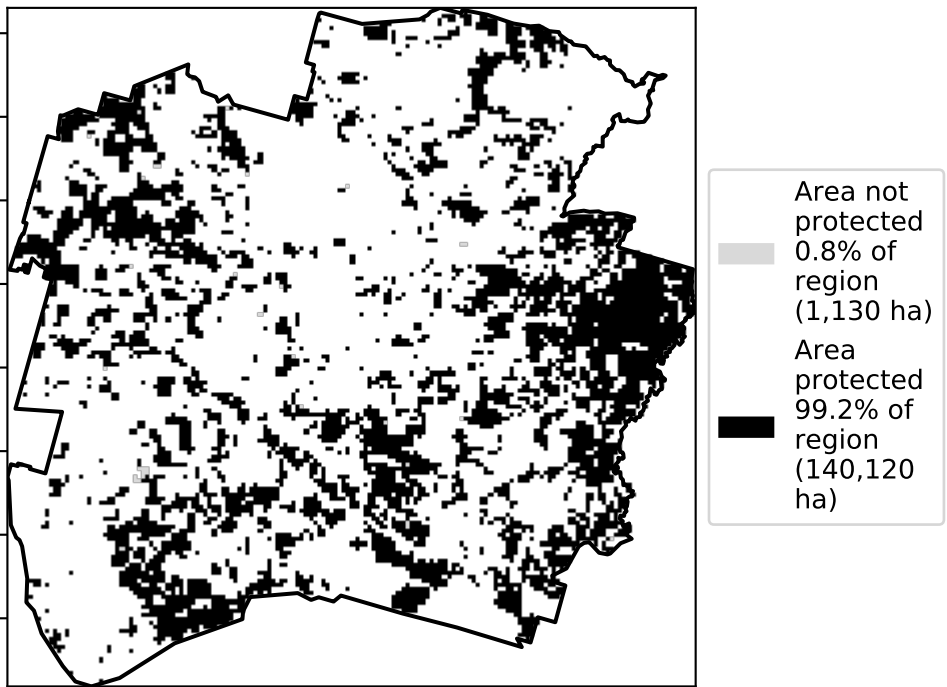 Area not
protected
0.8% of
region
(1,130 ha)
Area
protected
99.2% of
region
(140,120
ha)